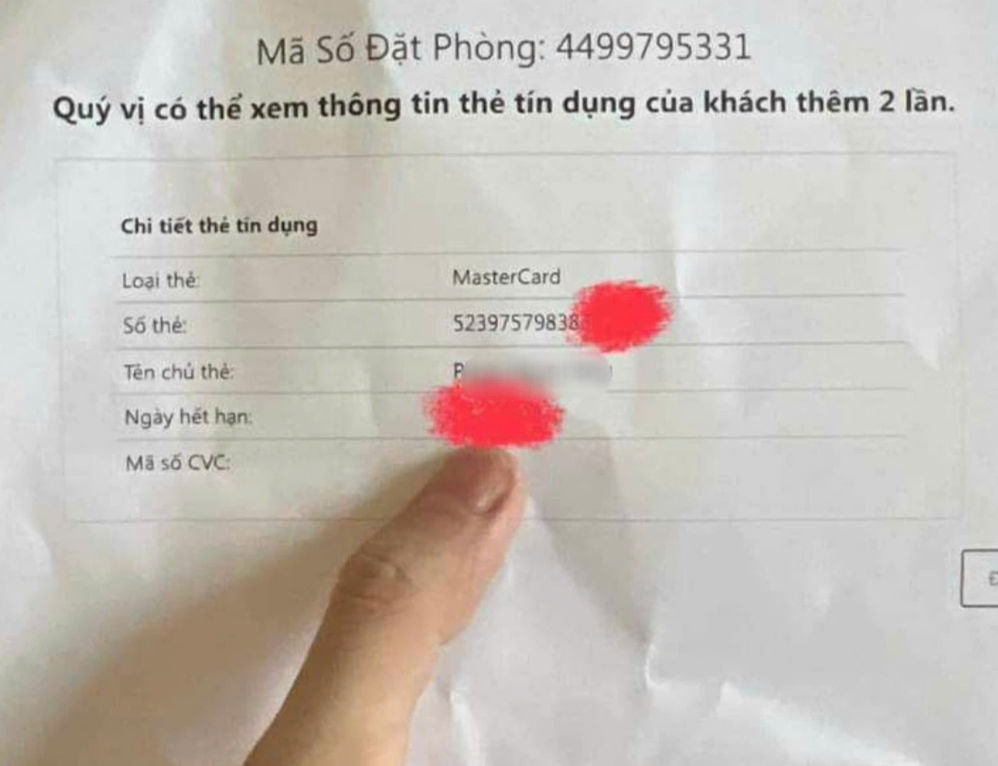 Mã Số Đặt Phòng: 4499795331
Quý vị có thể xem thông tin thẻ tín dụng của khách thêm 2 lần.
Chi tiết thẻ tín dụng
Loại thẻ: MasterCard
Số thẻ: 52397579838
Tên chủ thẻ:
Ngày hết hạn:
Mã số CVC: